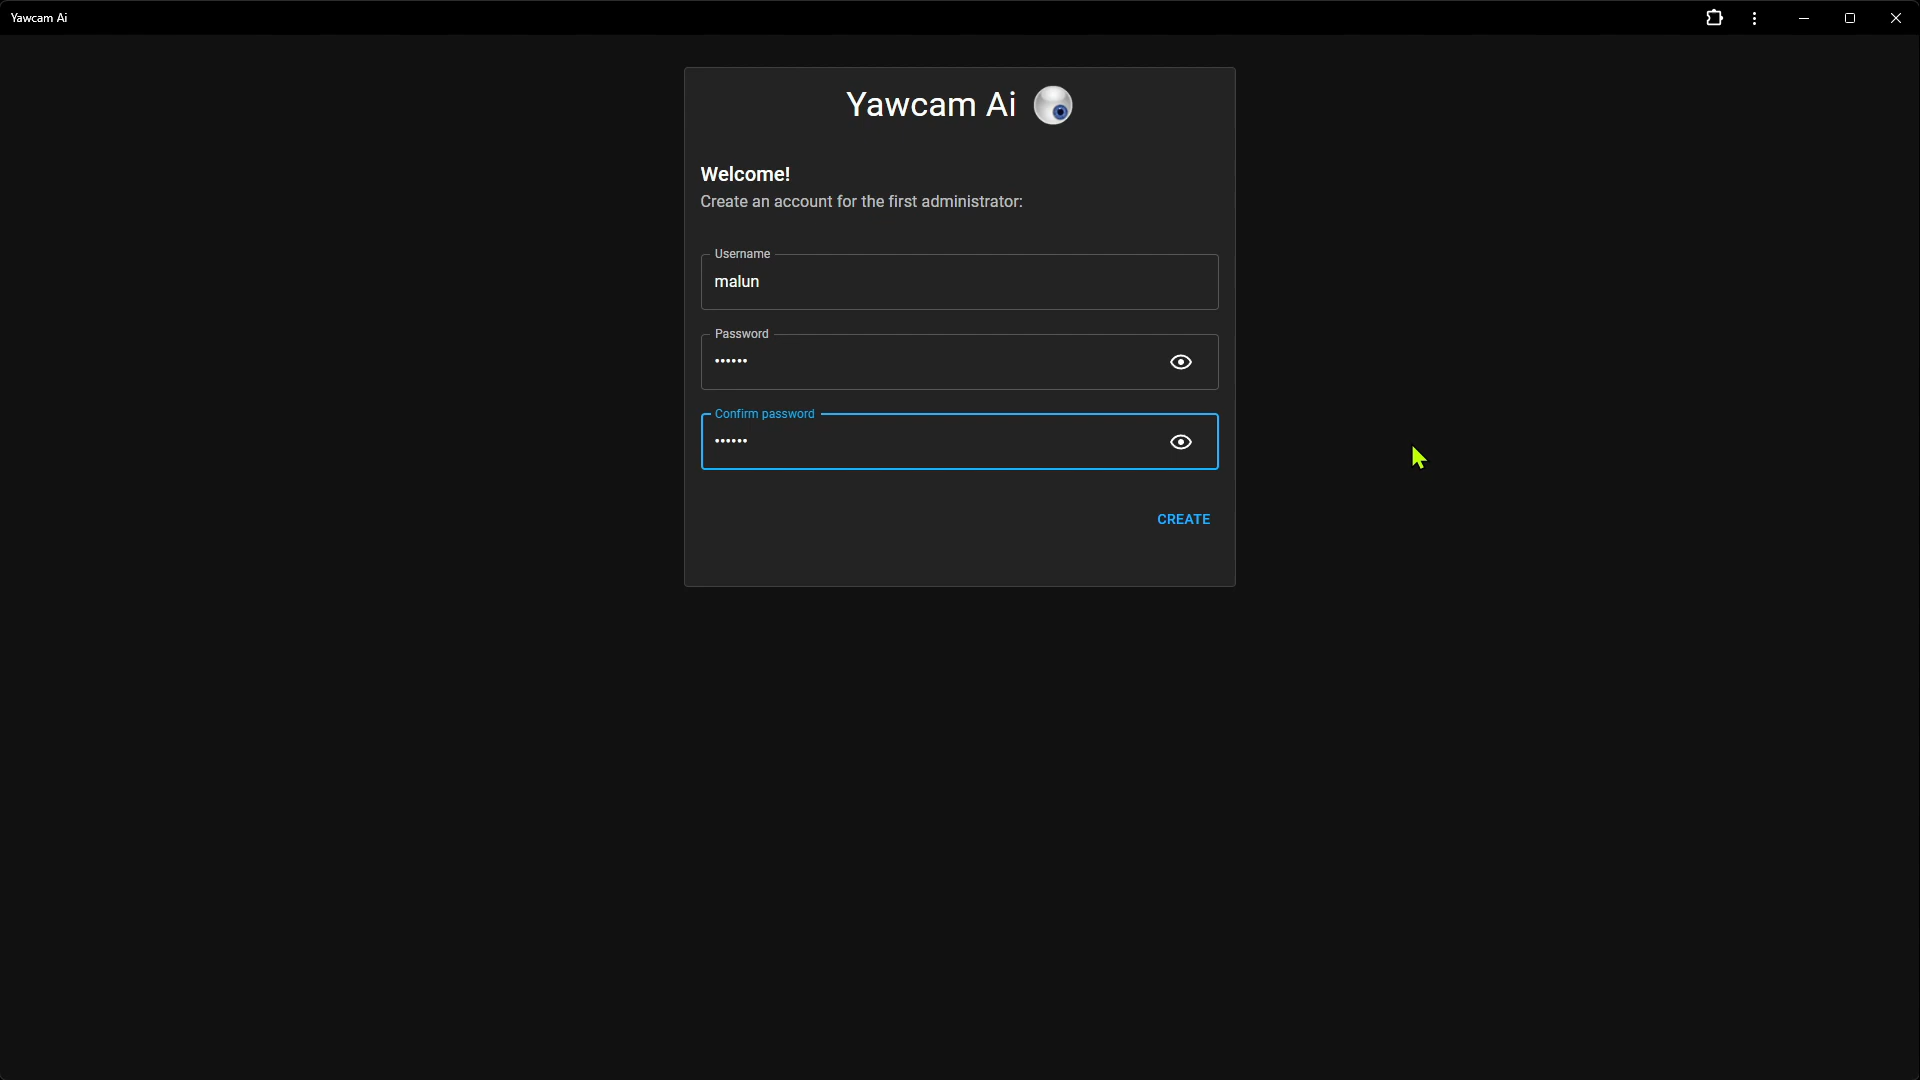 Yawcam Ai
Yawcam Ai
Welcome!
Create an account for the first administrator:
Username
malun
Password
••••••
Confirm password
••••••
CREATE